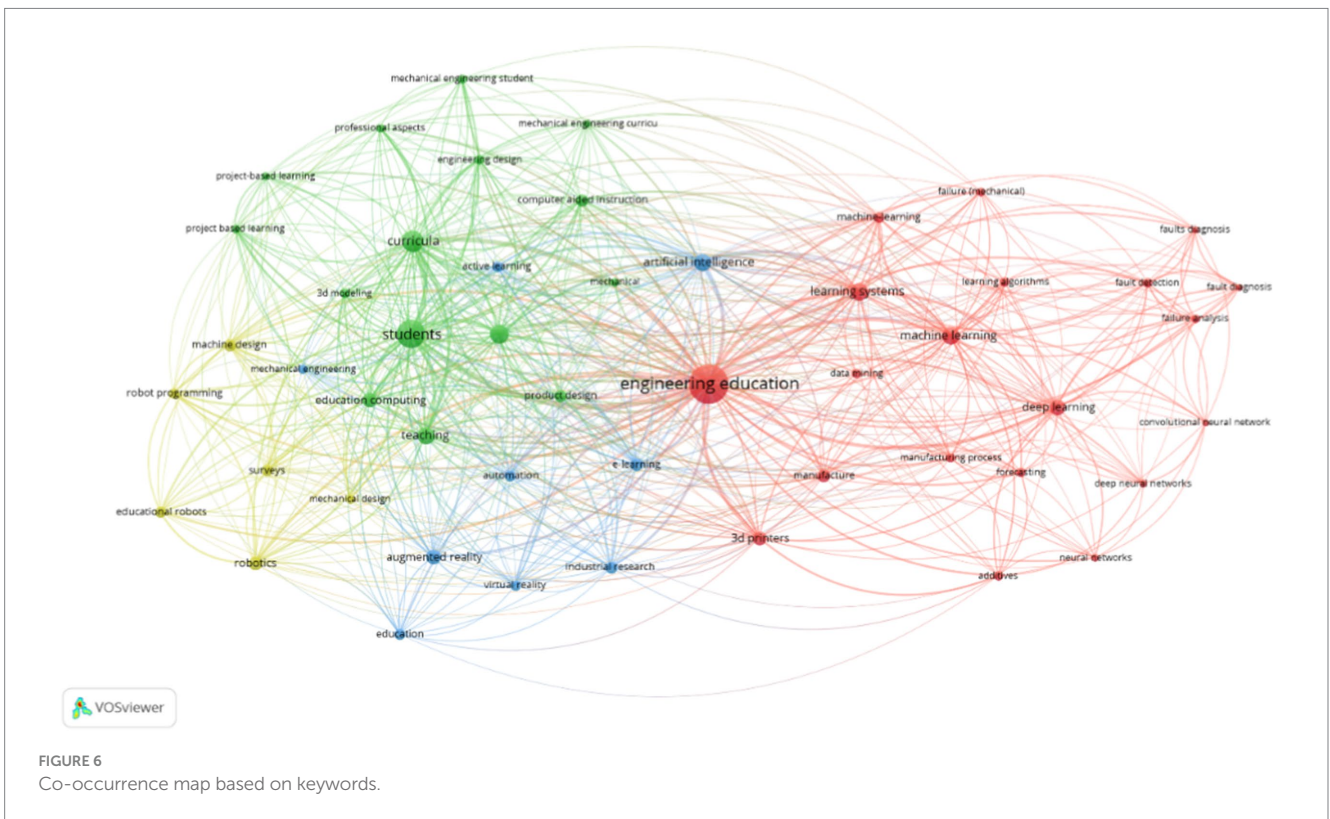 mechanical engineering student
professional aspects
mechanical engineering curricu
engineering design
project-based learning
computer aided instruction
failure (mechanical)
machine-learning
project based learning
faults diagnosis
curricula
active learning
artificial intelligence
mechanical
learning algorithms
fault detection
fault diagnosis
3d modeling
learning systems
failure analysis
students
machine learning
machine design
mechanical engineering
data mining
engineering education
robot programming
education computing
product design
deep learning
convolutional neural network
teaching
surveys
automation
e-learning
manufacture
manufacturing process
forecasting
deep neural networks
mechanical design
educational robots
3d printers
robotics
augmented reality
industrial research
neural networks
virtual reality
additives
education
VOSviewer
FIGURE 6
Co-occurrence map based on keywords.